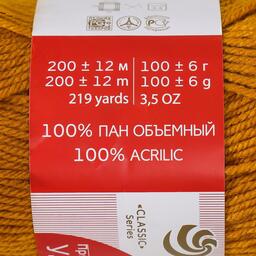 200 ± 12 м 100 ± 6 г
200 ± 12 m 100 ± 6 g
219 yards 3,5 OZ
100% ПАН ОБЪЕМНЫЙ
100% ACRILIC
«CLASSIC»
Series